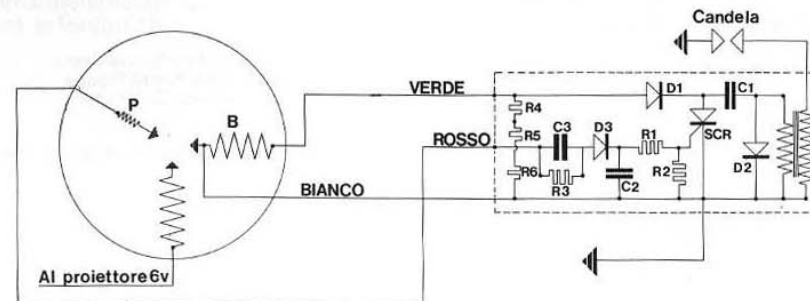 Candela
VERDE
D1
C1
P
R4
B
ROSSO
R5
C3
D3
R1
SCR
R6
R2
D2
BIANCO
R3
C2
Al proiettore 6v